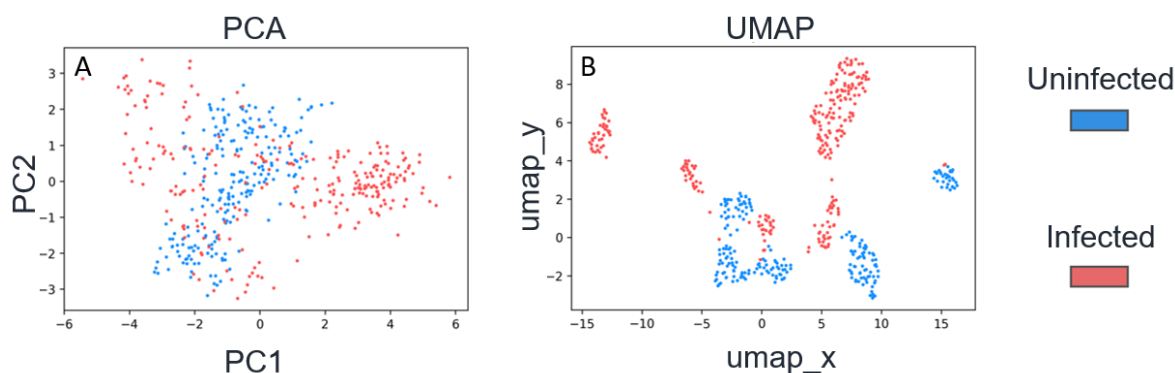 PCA
A
3
2
1
0
−1
−2
−3
−6 −4 −2 0 2 4 6
PC2
PC1
UMAP
B
8
6
4
2
0
−2
−15 −10 −5 0 5 10 15
umap_y
umap_x
Uninfected
Infected